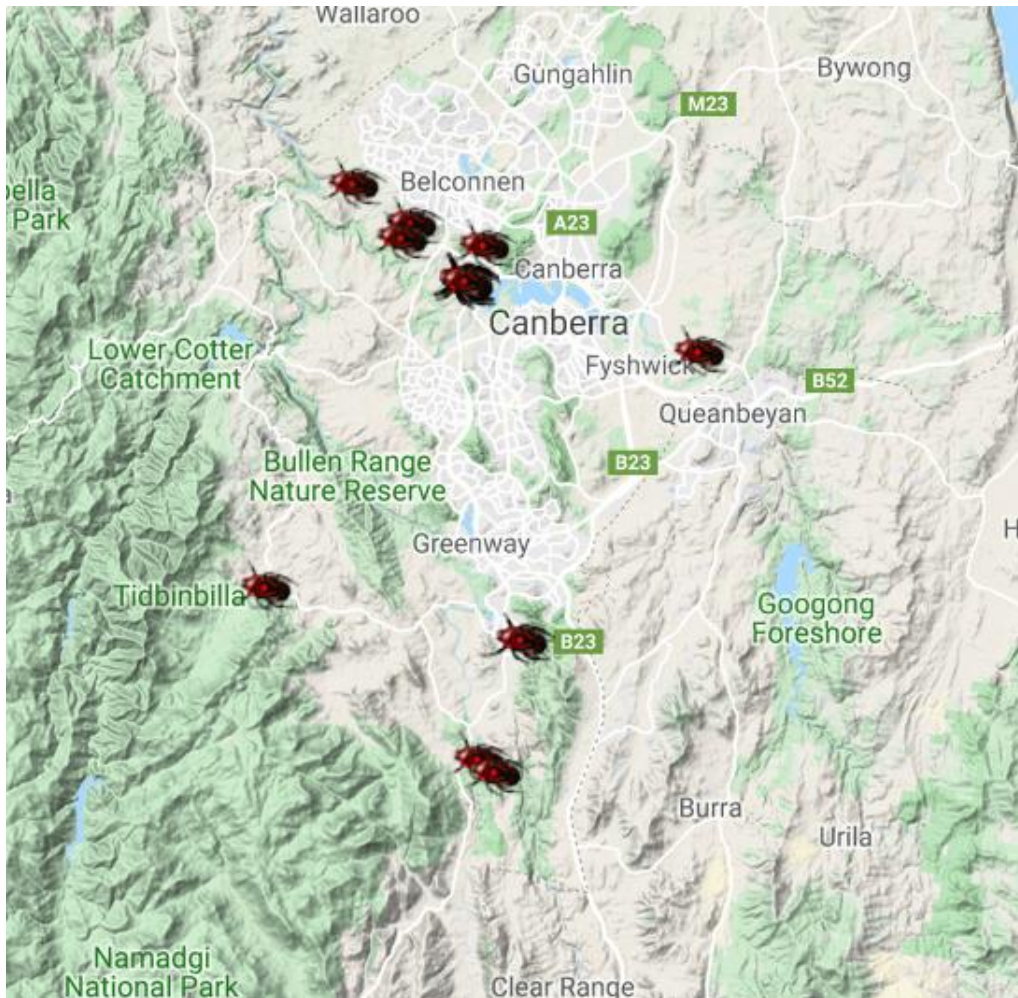 Wallaroo
Gungahlin
Bywong
M23
Belconnen
Park
A23
Canberra
Canberra
Lower Cotter
Catchment
Fyshwick
B52
Queanbeyan
Bullen Range
Nature Reserve
B23
Greenway
Tidbinbilla
Googong
Foreshore
B23
Burra
Urila
Namadgi
National Park
Clear Range